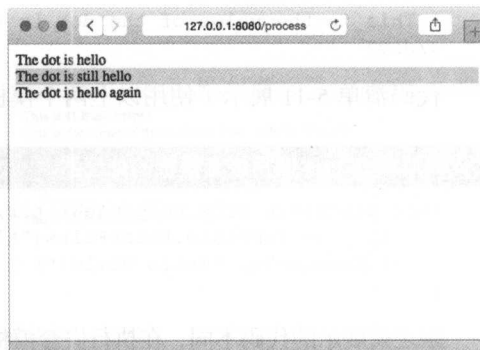 127.0.0.1:8080/process
The dot is hello
The dot is still hello
The dot is hello again